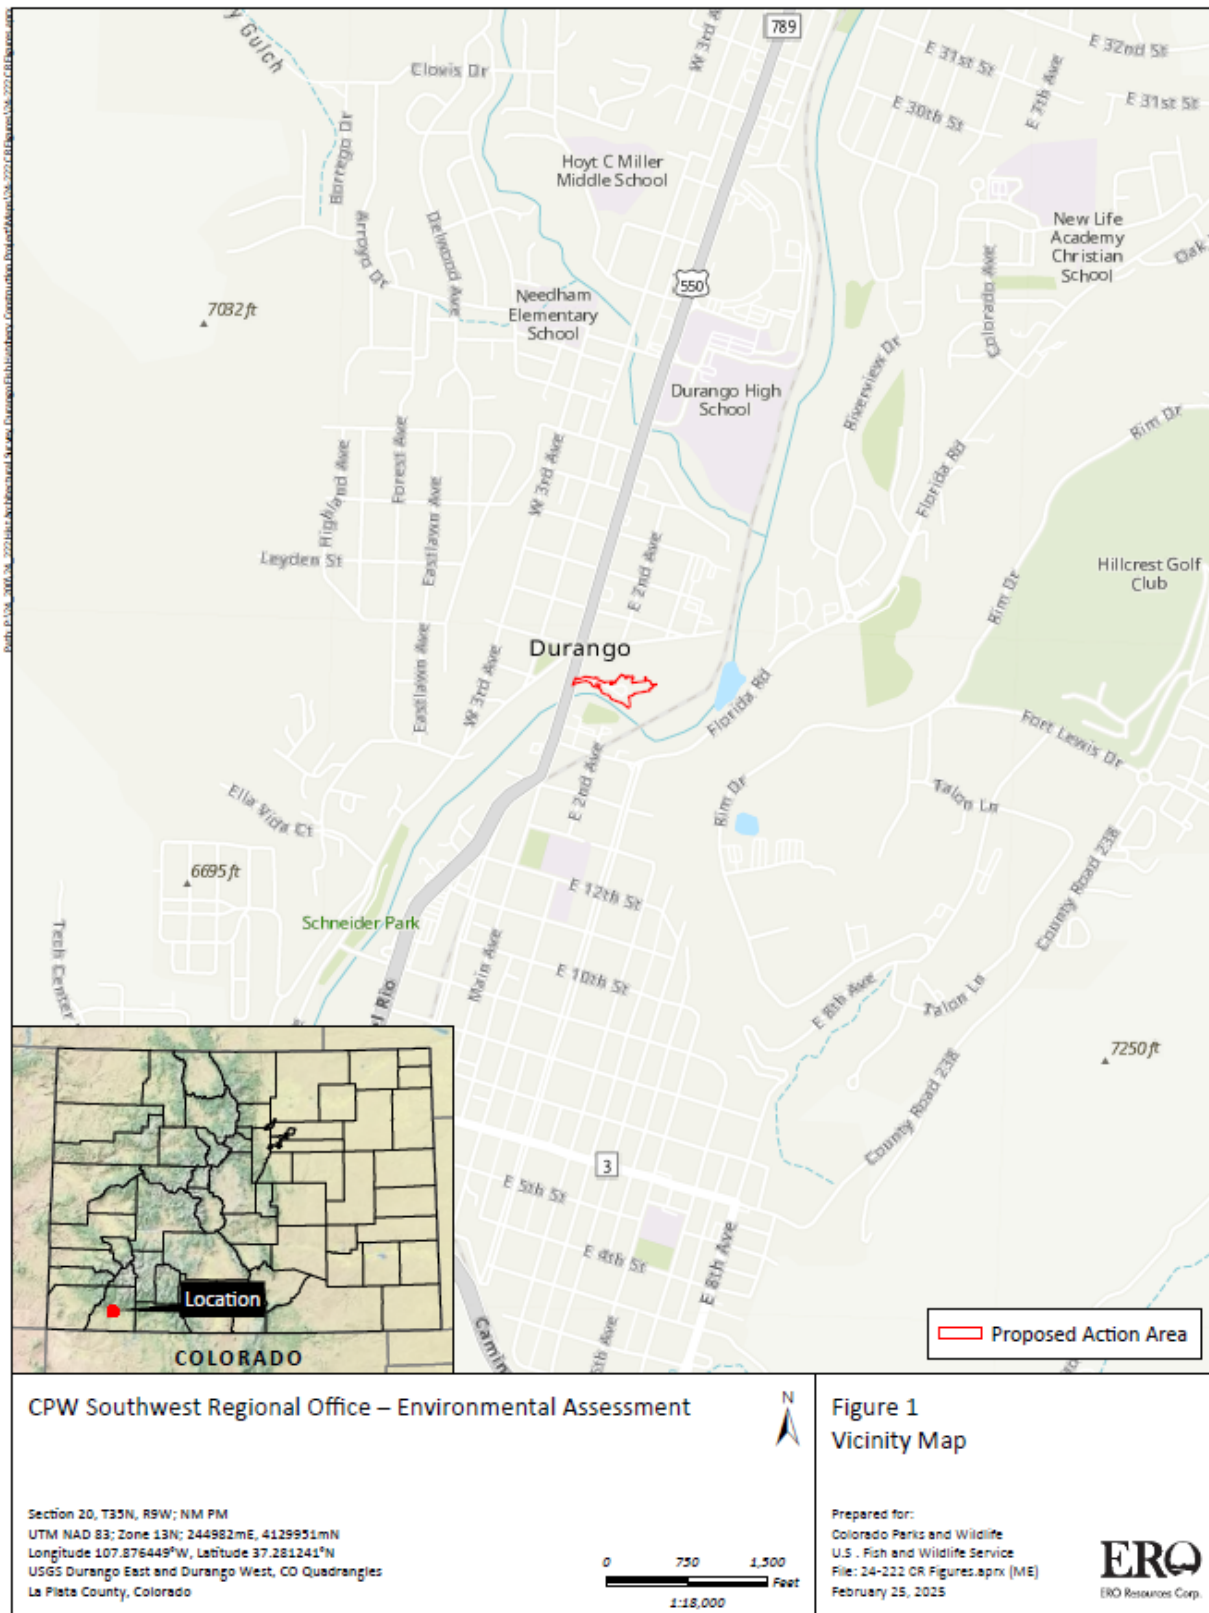 y Gulch
Clovis Dr
W 3rd A
789
E 31st St
E 32nd St
E 7th Ave
E 31st St
E 30th St
Borrego Dr
Hoyt C Miller
Middle School
Arroyo Dr
Delwood Ave
New Life
Academy
Christian
School
Oak
Colorado Ave
550
7032 ft
Needham
Elementary
School
Riverview Dr
Durango High
School
Rim Dr
Forest Ave
Highland Ave
W 3rd Ave
Florida Rd
Eastlawn Ave
Leyden St
E 2nd Ave
Rim Dr
Hillcrest Golf
Club
Durango
Eastlawn Ave
W 3rd Ave
Florida Rd
Fort Lewis Dr
E 2nd Ave
Rim Dr
Talon Ln
Ella Vida Ct
County Road 238
6695 ft
E 12th St
Schneider Park
Tech Center
Main Ave
E 10th St
el Rio
E 8th Ave
Talon Ln
7250 ft
County Road 238
3
E 5th St
E 4th St
E 8th Ave
Camin
5th Ave
Location
COLORADO
Proposed Action Area
CPW Southwest Regional Office – Environmental Assessment
N
Figure 1
Vicinity Map
Section 20, T35N, R9W; NM PM
UTM NAD 83; Zone 13N; 244982mE, 4129951mN
Longitude 107.876449°W, Latitude 37.281241°N
USGS Durango East and Durango West, CO Quadrangles
La Plata County, Colorado
0 750 1,500
Feet
1:18,000
Prepared for:
Colorado Parks and Wildlife
U.S. Fish and Wildlife Service
File: 24-222 CR Figures.aprx (ME)
February 25, 2025
ERO
ERO Resources Corp.